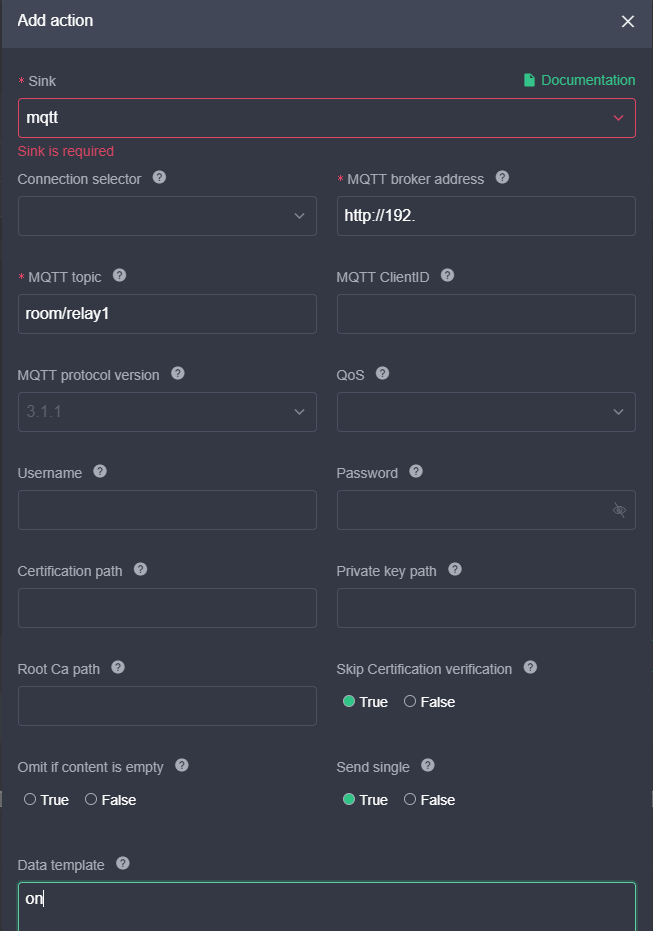 Add action
* Sink
Documentation
mqtt
Sink is required
Connection selector
* MQTT broker address
http://192.
* MQTT topic
MQTT ClientID
room/relay1
MQTT protocol version
QoS
3.1.1
Username
Password
Certification path
Private key path
Root Ca path
Skip Certification verification
True False
Omit if content is empty
Send single
True False
True False
Data template
on